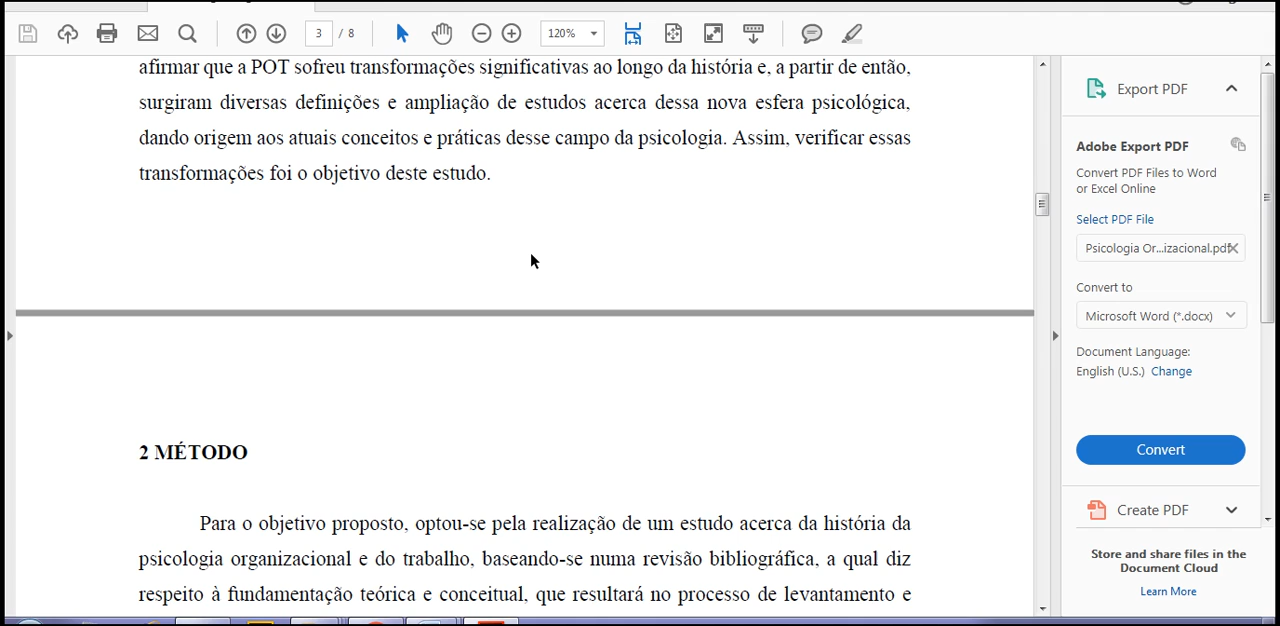 3 / 8
120%
afirmar que a POT sofreu transformações significativas ao longo da história e, a partir de então,
surgiram diversas definições e ampliação de estudos acerca dessa nova esfera psicológica,
dando origem aos atuais conceitos e práticas desse campo da psicologia. Assim, verificar essas
transformações foi o objetivo deste estudo.
2 MÉTODO
Para o objetivo proposto, optou-se pela realização de um estudo acerca da história da
psicologia organizacional e do trabalho, baseando-se numa revisão bibliográfica, a qual diz
respeito à fundamentação teórica e conceitual, que resultará no processo de levantamento e
Export PDF
Adobe Export PDF
Convert PDF Files to Word
or Excel Online
Select PDF File
Psicologia Or...izacional.pdf
Convert to
Microsoft Word (*.docx)
Document Language:
English (U.S.) Change
Convert
Create PDF
Store and share files in the
Document Cloud
Learn More